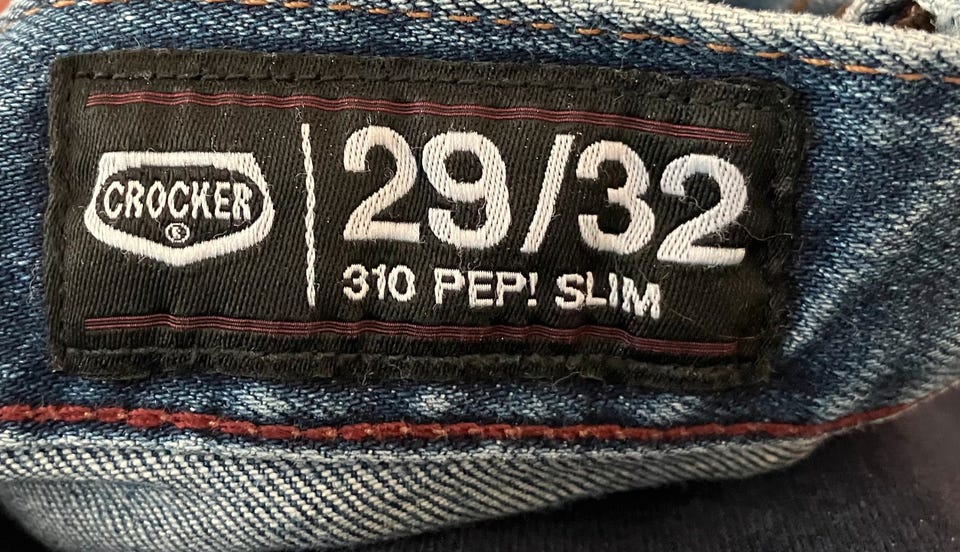 CROCKER
®
29/32
310 PEP! SLIM